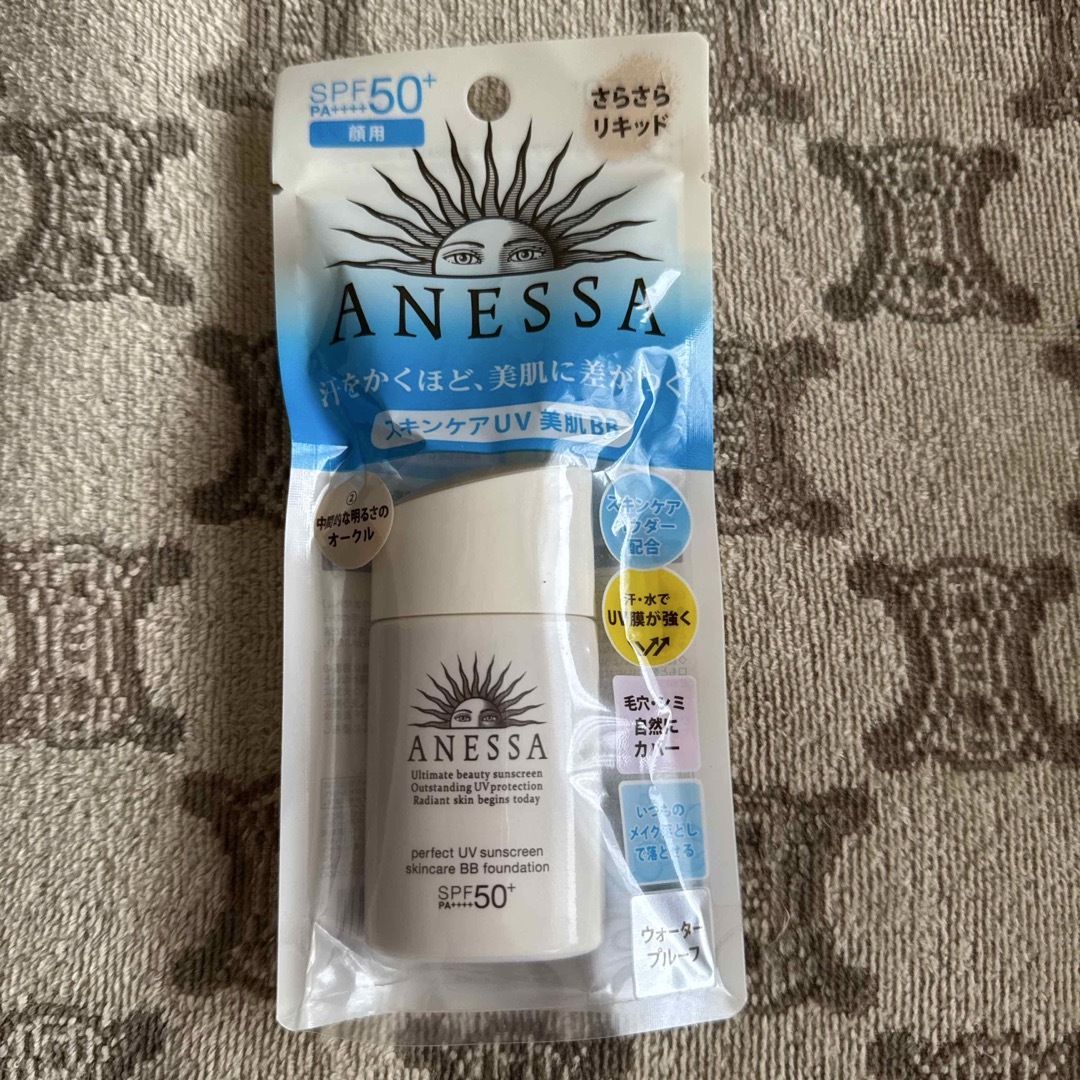 SPF50+
PA++++
顔用
さらさら
リキッド
ANESSA
汗をかくほど、美肌に差がつく
スキンケアUV 美肌BB
②
中間的な明るさの
オークル
スキンケア
パウダー
配合
汗・水で
UV膜が強く
毛穴・シミ
自然に
カバー
いつもの
メイク落とし
で落とせる
ウォーター
プルーフ
ANESSA
Ultimate beauty sunscreen
Outstanding UV protection
Radiant skin begins today
perfect UV sunscreen
skincare BB foundation
SPF50+
PA++++